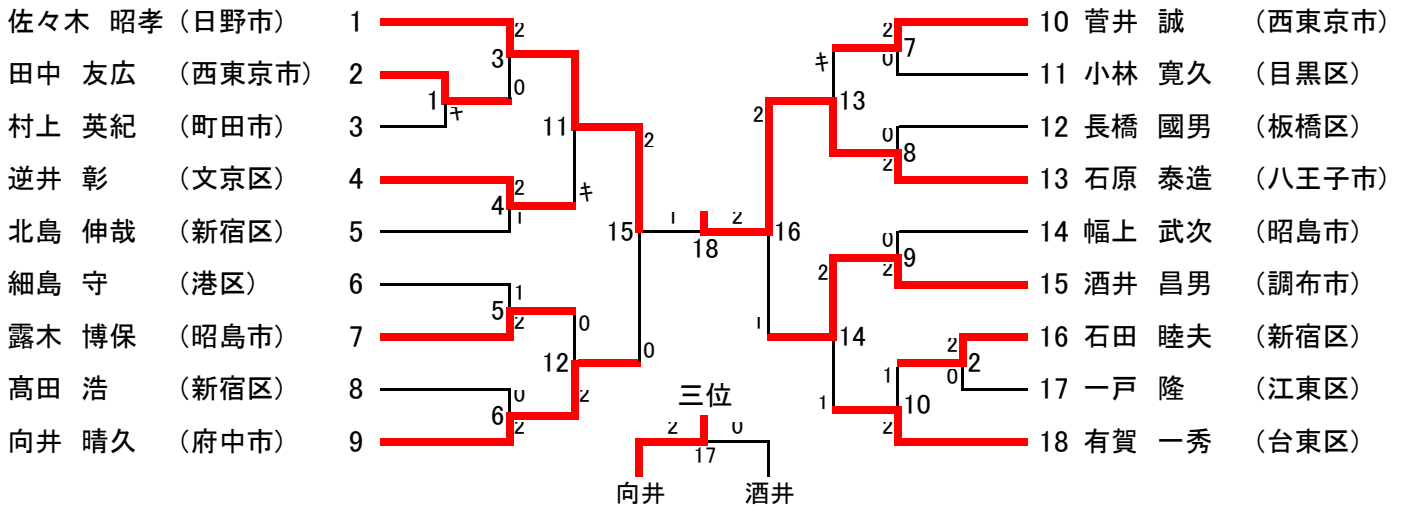 佐々木 昭孝 (日野市) 1
田中 友広 (西東京市) 2
村上 英紀 (町田市) 3
逆井 彰 (文京区) 4
北島 伸哉 (新宿区) 5
細島 守 (港区) 6
露木 博保 (昭島市) 7
髙田 浩 (新宿区) 8
向井 晴久 (府中市) 9
2
3
0
1
キ
11
2
4
1
キ
1
5
2
0
12
0
6
2
2
2
15
0
1
18
2
三位
2
0
17
向井
酒井
16
2
1
キ
13
2
7
0
0
8
2
0
9
2
2
14
1
2
2
0
1
10
2
10 菅井 誠 (西東京市)
11 小林 寛久 (目黒区)
12 長橋 國男 (板橋区)
13 石原 泰造 (八王子市)
14 幅上 武次 (昭島市)
15 酒井 昌男 (調布市)
16 石田 睦夫 (新宿区)
17 一戸 隆 (江東区)
18 有賀 一秀 (台東区)